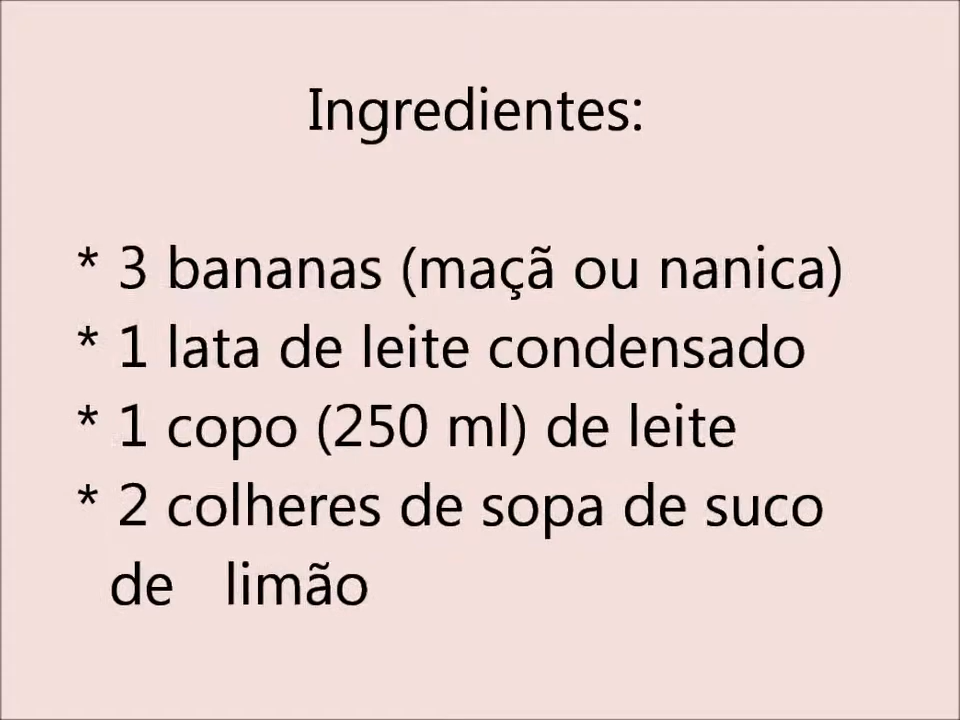 Ingredientes:
* 3 bananas (maçã ou nanica)
* 1 lata de leite condensado
* 1 copo (250 ml) de leite
* 2 colheres de sopa de suco
de limão